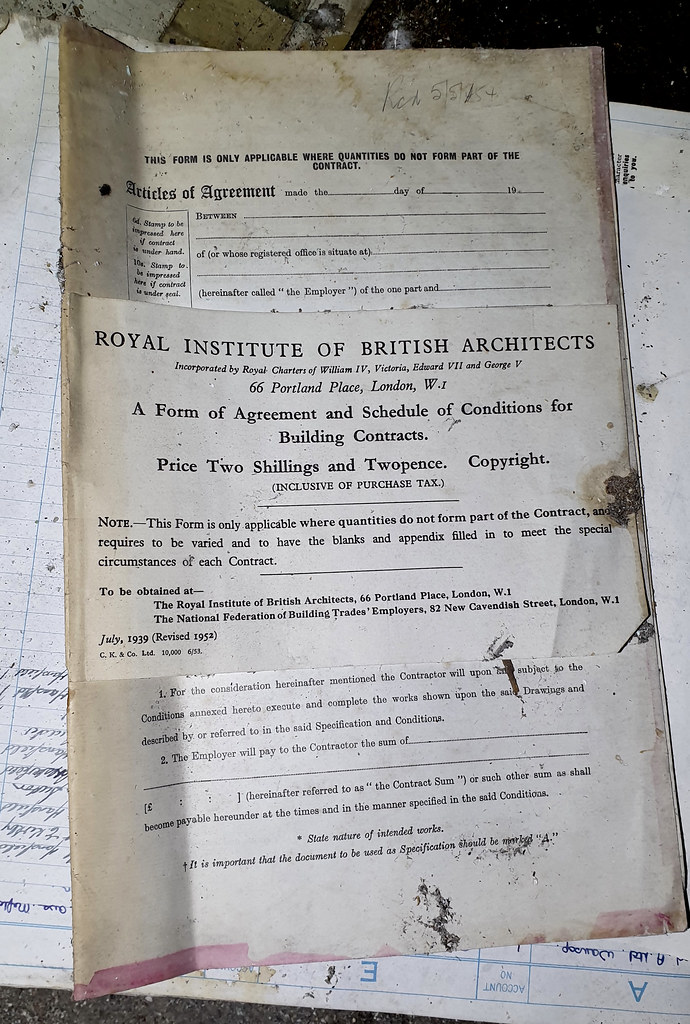 Rcd 5/5/54
THIS FORM IS ONLY APPLICABLE WHERE QUANTITIES DO NOT FORM PART OF THE
CONTRACT.
Articles of Agreement made the day of 19
6d. Stamp to be
impressed here
if contract
is under hand.
10s. Stamp to
be impressed
here if contract
is under seal.
BETWEEN
of (or whose registered office is situate at)
(hereinafter called "the Employer") of the one part and
ROYAL INSTITUTE OF BRITISH ARCHITECTS
Incorporated by Royal Charters of William IV, Victoria, Edward VII and George V
66 Portland Place, London, W.1
A Form of Agreement and Schedule of Conditions for
Building Contracts.
Price Two Shillings and Twopence. Copyright.
(INCLUSIVE OF PURCHASE TAX.)
NOTE.—This Form is only applicable where quantities do not form part of the Contract, and
requires to be varied and to have the blanks and appendix filled in to meet the special
circumstances of each Contract.
To be obtained at—
The Royal Institute of British Architects, 66 Portland Place, London, W.1
The National Federation of Building Trades' Employers, 82 New Cavendish Street, London, W.1
July, 1939 (Revised 1952)
C. K. & Co. Ltd. 10,000 6/53.
1. For the consideration hereinafter mentioned the Contractor will upon and subject to the
Conditions annexed hereto execute and complete the works shown upon the said Drawings and
described by or referred to in the said Specification and Conditions.
2. The Employer will pay to the Contractor the sum of
[£ : : ] (hereinafter referred to as "the Contract Sum") or such other sum as shall
become payable hereunder at the times and in the manner specified in the said Conditions.
* State nature of intended works.
† It is important that the document to be used as Specification should be marked "A."
enquiries
to you.
E
ACCOUNT
NO.
A